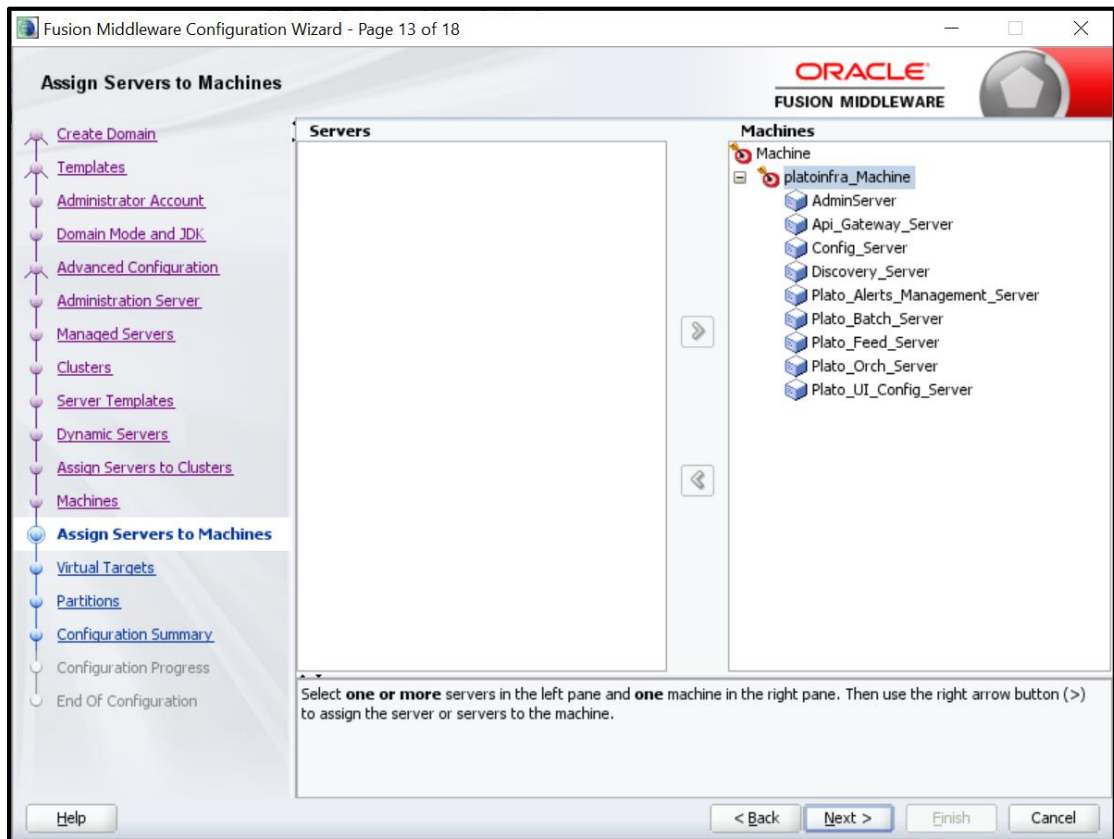 Fusion Middleware Configuration Wizard - Page 13 of 18
Assign Servers to Machines
ORACLE
FUSION MIDDLEWARE
Create Domain
Templates
Administrator Account
Domain Mode and JDK
Advanced Configuration
Administration Server
Managed Servers
Clusters
Server Templates
Dynamic Servers
Assign Servers to Clusters
Machines
Assign Servers to Machines
Virtual Targets
Partitions
Configuration Summary
Configuration Progress
End Of Configuration
Servers
Machines
Machine
platoinfra_Machine
AdminServer
Api_Gateway_Server
Config_Server
Discovery_Server
Plato_Alerts_Management_Server
Plato_Batch_Server
Plato_Feed_Server
Plato_Orch_Server
Plato_UI_Config_Server
Select one or more servers in the left pane and one machine in the right pane. Then use the right arrow button (>)
to assign the server or servers to the machine.
Help
< Back
Next >
Finish
Cancel